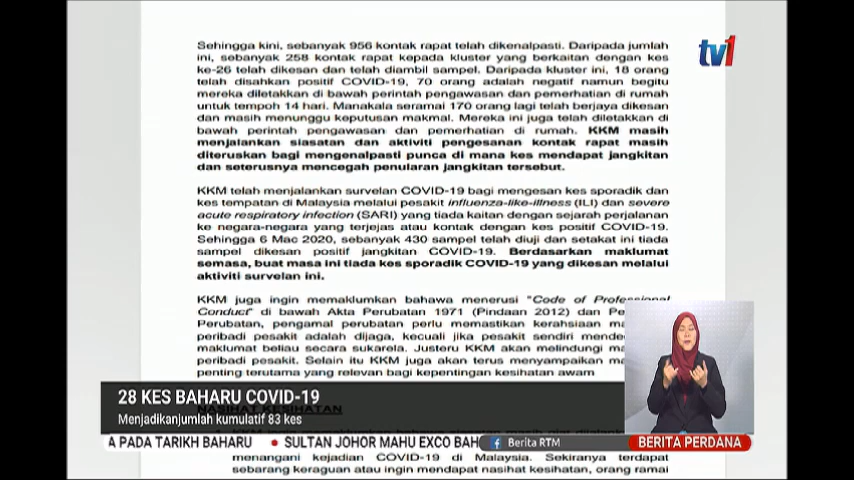 tv1
Sehingga kini, sebanyak 956 kontak rapat telah dikenalpasti. Daripada jumlah
ini, sebanyak 258 kontak rapat kepada kluster yang berkaitan dengan kes
ke-26 telah dikesan dan telah diambil sampel. Daripada kluster ini, 18 orang
telah disahkan positif COVID-19, 70 orang adalah negatif namun begitu
mereka diletakkan di bawah perintah pengawasan dan pemerhatian di rumah
untuk tempoh 14 hari. Manakala seramai 170 orang lagi telah berjaya dikesan
dan masih menunggu keputusan makmal. Mereka ini juga telah diletakkan di
bawah perintah pengawasan dan pemerhatian di rumah. KKM masih
menjalankan siasatan dan aktiviti pengesanan kontak rapat masih
diteruskan bagi mengenalpasti punca di mana kes mendapat jangkitan
dan seterusnya mencegah penularan jangkitan tersebut.
KKM telah menjalankan survelan COVID-19 bagi mengesan kes sporadik dan
kes tempatan di Malaysia melalui pesakit influenza-like-illness (ILI) dan severe
acute respiratory infection (SARI) yang tiada kaitan dengan sejarah perjalanan
ke negara-negara yang terjejas atau kontak dengan kes positif COVID-19.
Sehingga 6 Mac 2020, sebanyak 430 sampel telah diuji dan setakat ini tiada
sampel dikesan positif jangkitan COVID-19. Berdasarkan maklumat
semasa, buat masa ini tiada kes sporadik COVID-19 yang dikesan melalui
aktiviti survelan ini.
KKM juga ingin memaklumkan bahawa menerusi "Code of Professional
Conduct" di bawah Akta Perubatan 1971 (Pindaan 2012) dan Pe
Perubatan, pengamal perubatan perlu memastikan kerahsiaan ma
peribadi pesakit adalah dijaga, kecuali jika pesakit sendiri mende
maklumat beliau secara sukarela. Justeru KKM akan melindungi m
peribadi pesakit. Selain itu KKM juga akan terus menyampaikan ma
penting terutama yang relevan bagi kepentingan kesihatan awam
28 KES BAHARU COVID-19
NASIHAT KESIHATAN
Menjadikanjumlah kumulatif 83 kes
A PADA TARIKH BAHARU • SULTAN JOHOR MAHU EXCO BAH
Berita RTM
BERITA PERDANA
menangani kejadian COVID-19 di Malaysia. Sekiranya terdapat
sebarang keraguan atau ingin mendapat nasihat kesihatan, orang ramai